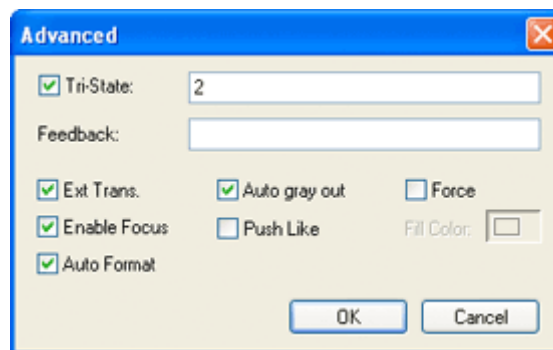 Advanced
Tri-State: 2
Feedback:
Ext Trans. Auto gray out Force
Enable Focus Push Like Fill Color:
Auto Format
OK Cancel